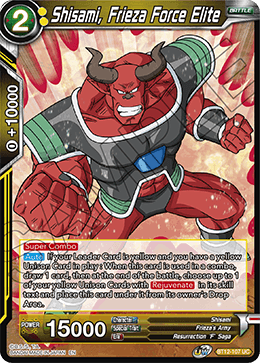 2
Shisami, Frieza Force Elite
BATTLE
+10000
Super Combo
Auto If your Leader Card is yellow and you have a yellow
Unison Card in play : When this card is used in a combo,
draw 1 card, then at the end of the battle, choose up to 1
of your yellow Unison Cards with Rejuvenate in its skill
text and place this card under it from its owner's Drop
Area.
POWER
15000
Character
Special Trait
Era
Shisami
Frieza's Army
Resurrection 'F' Saga
BT12-107 UC